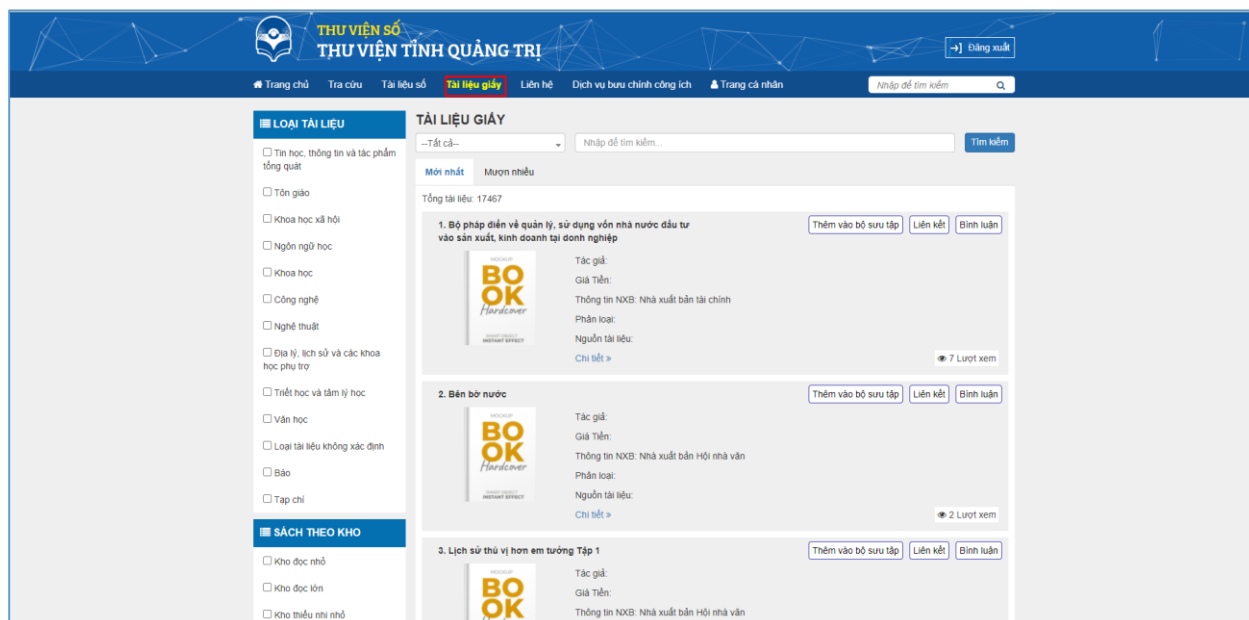 THƯ VIỆN SỐ
THƯ VIỆN TỈNH QUẢNG TRỊ
Đăng xuất
Trang chủ Tra cứu Tài liệu số Tài liệu giấy Liên hệ Dịch vụ bưu chính công ích Trang cá nhân Nhập để tìm kiếm
LOẠI TÀI LIỆU
Tin học, thông tin và tác phẩm
tổng quát
Tôn giáo
Khoa học xã hội
Ngôn ngữ học
Khoa học
Công nghệ
Nghệ thuật
Địa lý, lịch sử và các khoa
học phụ trợ
Triết học và tâm lý học
Văn học
Loại tài liệu không xác định
Báo
Tạp chí
SÁCH THEO KHO
Kho đọc nhỏ
Kho đọc lớn
Kho thiếu nhi nhỏ
TÀI LIỆU GIẤY
--Tất cả-- Nhập để tìm kiếm... Tìm kiếm
Mới nhất Mượn nhiều
Tổng tài liệu: 17467
1. Bộ pháp điển về quản lý, sử dụng vốn nhà nước đầu tư
vào sản xuất, kinh doanh tại donh nghiệp
Thêm vào bộ sưu tập Liên kết Bình luận
MOCKUP
BO
OK
Hardcover
SMART OBJECT
INSTANT EFFECT
Tác giả:
Giá Tiền:
Thông tin NXB: Nhà xuất bản tài chính
Phân loại:
Nguồn tài liệu:
Chi tiết » 7 Lượt xem
2. Bên bờ nước
Thêm vào bộ sưu tập Liên kết Bình luận
MOCKUP
BO
OK
Hardcover
SMART OBJECT
INSTANT EFFECT
Tác giả:
Giá Tiền:
Thông tin NXB: Nhà xuất bản Hội nhà văn
Phân loại:
Nguồn tài liệu:
Chi tiết » 2 Lượt xem
3. Lịch sử thú vị hơn em tưởng Tập 1
Thêm vào bộ sưu tập Liên kết Bình luận
MOCKUP
BO
OK
Tác giả:
Giá Tiền:
Thông tin NXB: Nhà xuất bản Hội nhà văn